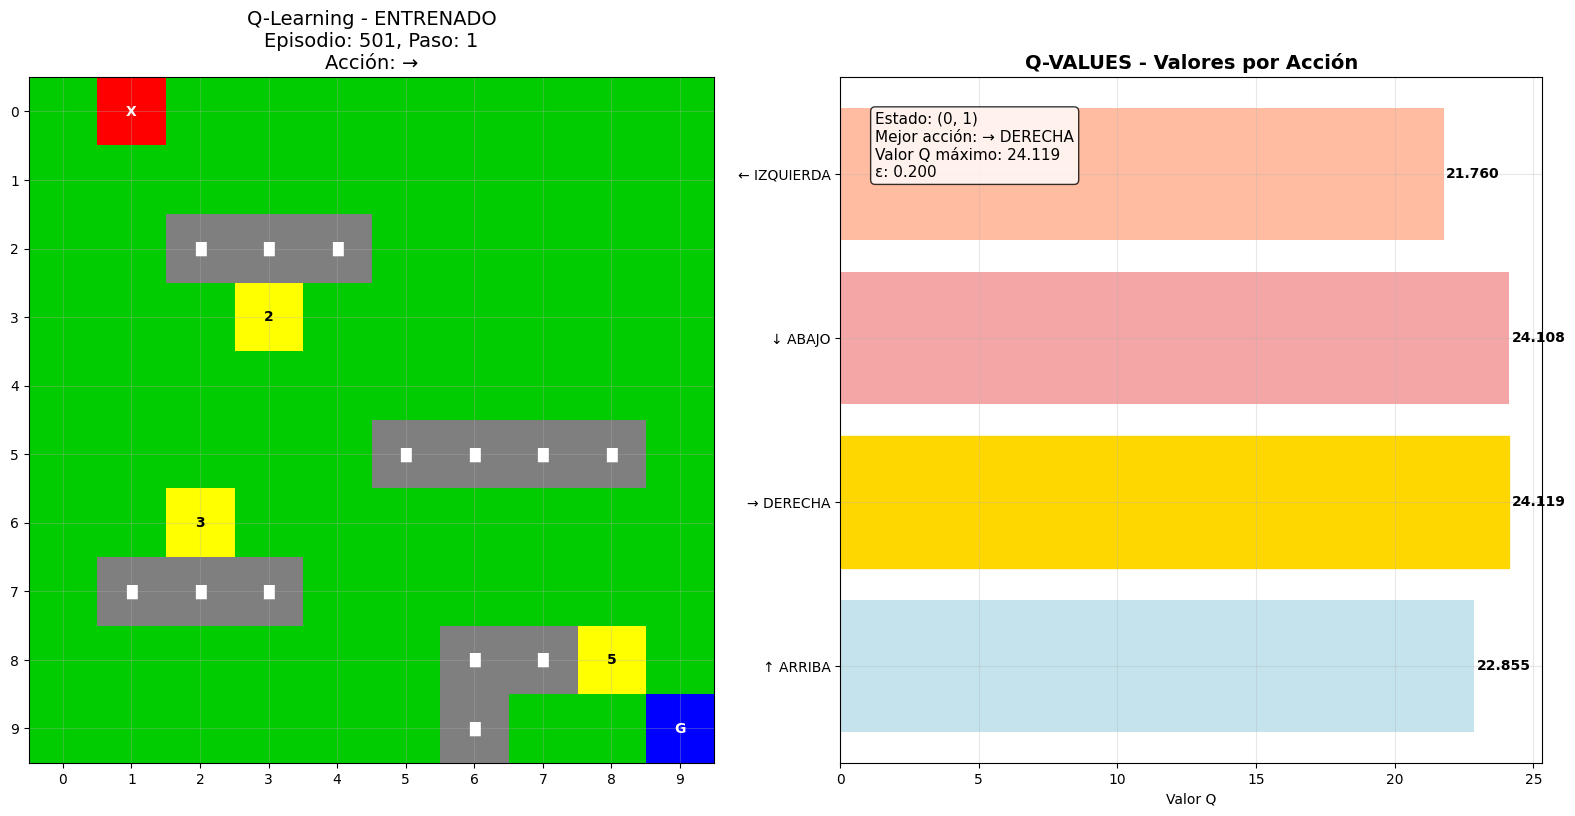 Q-Learning - ENTRENADO
Episodio: 501, Paso: 1
Acción: →
0
1
2
3
4
5
6
7
8
9
X
2
3
5
G
0 1 2 3 4 5 6 7 8 9
Q-VALUES - Valores por Acción
Estado: (0, 1)
Mejor acción: → DERECHA
Valor Q máximo: 24.119
ε: 0.200
← IZQUIERDA
21.760
↓ ABAJO
24.108
→ DERECHA
24.119
↑ ARRIBA
22.855
0 5 10 15 20 25
Valor Q